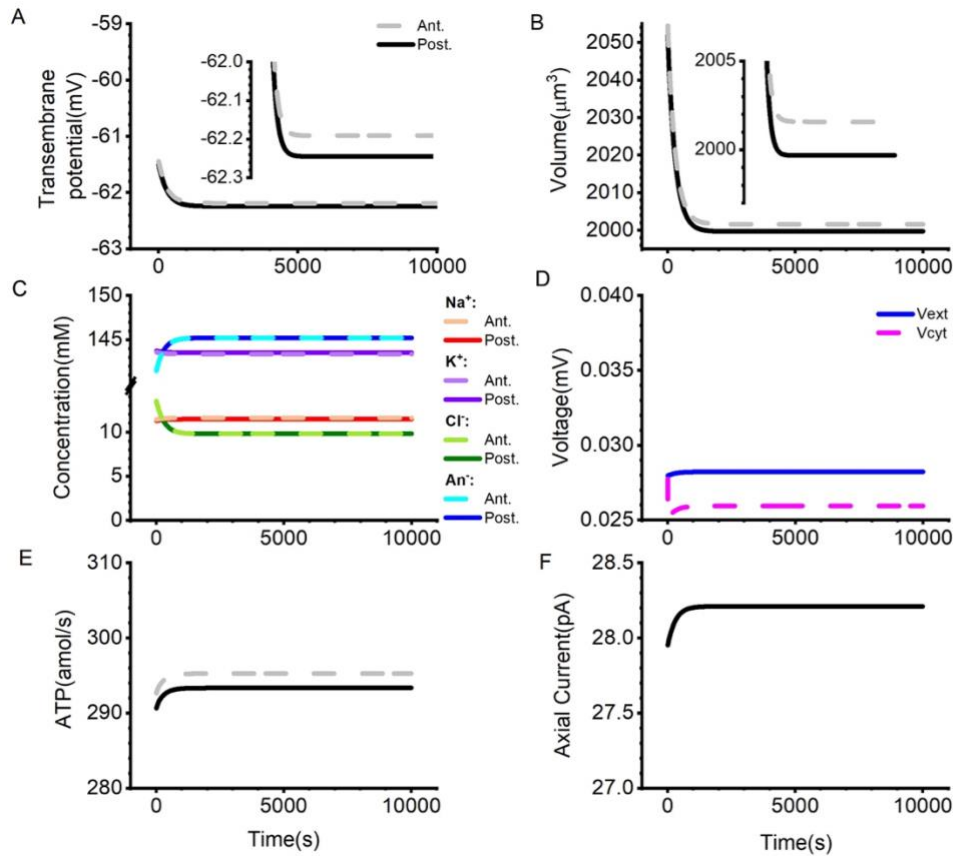 A
Transmembrane
potential(mV)
-59
-60
-61
-62
-63
Ant.
Post.
-62.0
-62.1
-62.2
-62.3
0
5000
10000
B
Volume(μm³)
2050
2040
2030
2020
2010
2000
2005
2000
0
5000
10000
C
Concentration(mM)
150
145
10
5
0
0
5000
10000
Na⁺:
Ant.
Post.
K⁺:
Ant.
Post.
Cl⁻:
Ant.
Post.
An⁻:
Ant.
Post.
D
Voltage(mV)
0.040
0.035
0.030
0.025
Vext
Vcyt
0
5000
10000
E
ATP(amol/s)
310
300
290
280
0
5000
10000
Time(s)
F
Axial Current(pA)
28.5
28.0
27.5
27.0
0
5000
10000
Time(s)